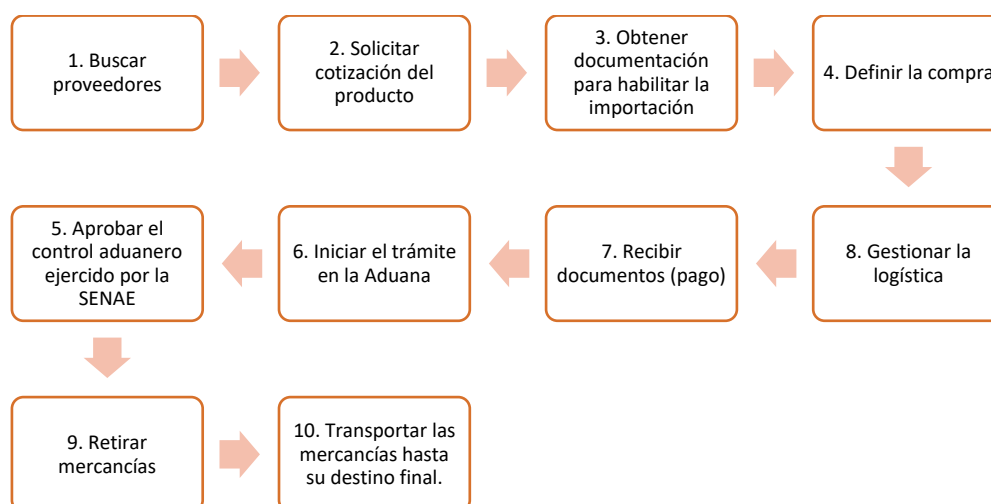 1. Buscar
proveedores
2. Solicitar
cotización del
producto
3. Obtener
documentación
para habilitar la
importación
4. Definir la compra
5. Aprobar el
control aduanero
ejercido por la
SENAE
6. Iniciar el trámite
en la Aduana
7. Recibir
documentos (pago)
8. Gestionar la
logística
9. Retirar
mercancías
10. Transportar las
mercancías hasta
su destino final.